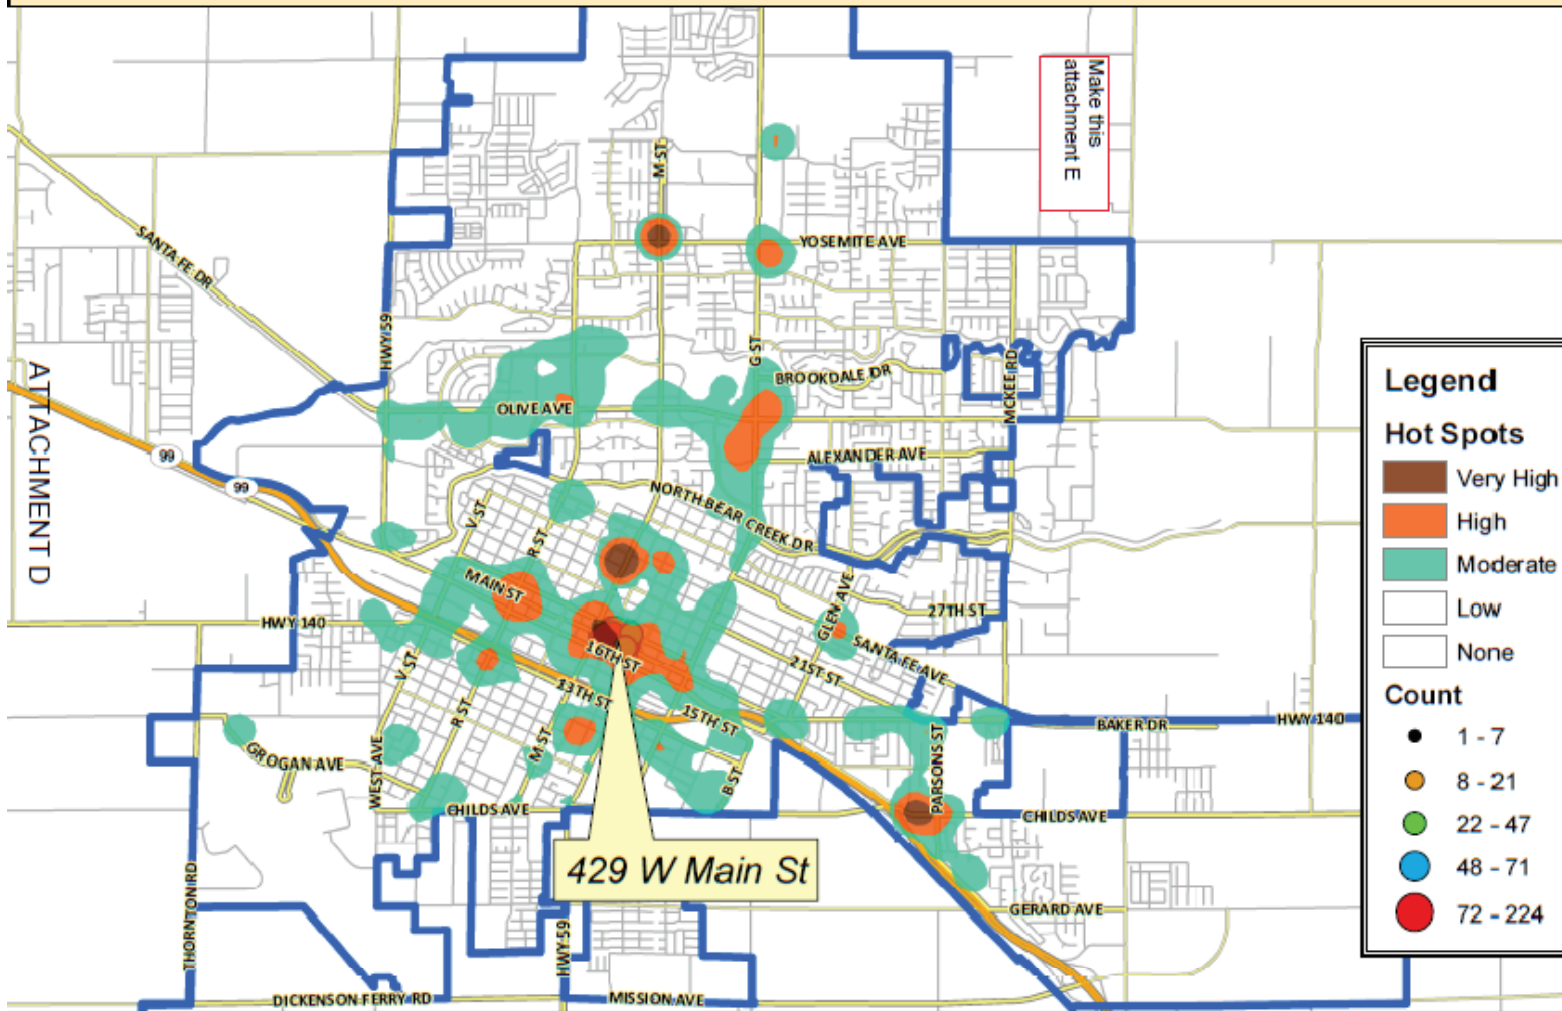 Make this
attachment E
M ST
SANTA FE DR
YOSEMITE AVE
HWY 59
G ST
BROOKDALE DR
MCKEE RD
OLIVE AVE
ATTACHMENT D
99
99
ALEXANDER AVE
NORTH BEAR CREEK DR
V ST
R ST
MAIN ST
HWY 140
GLEN AVE
27TH ST
SANTA FE AVE
16TH ST
21ST ST
V ST
R ST
13TH ST
15TH ST
M ST
B ST
PARSONS ST
BAKER DR
HWY 140
GROGAN AVE
WEST AVE
CHILDS AVE
CHILDS AVE
429 W Main St
THORNTON RD
HWY 59
GERARD AVE
DICKENSON FERRY RD
MISSION AVE
Legend
Hot Spots
Very High
High
Moderate
Low
None
Count
1 - 7
8 - 21
22 - 47
48 - 71
72 - 224